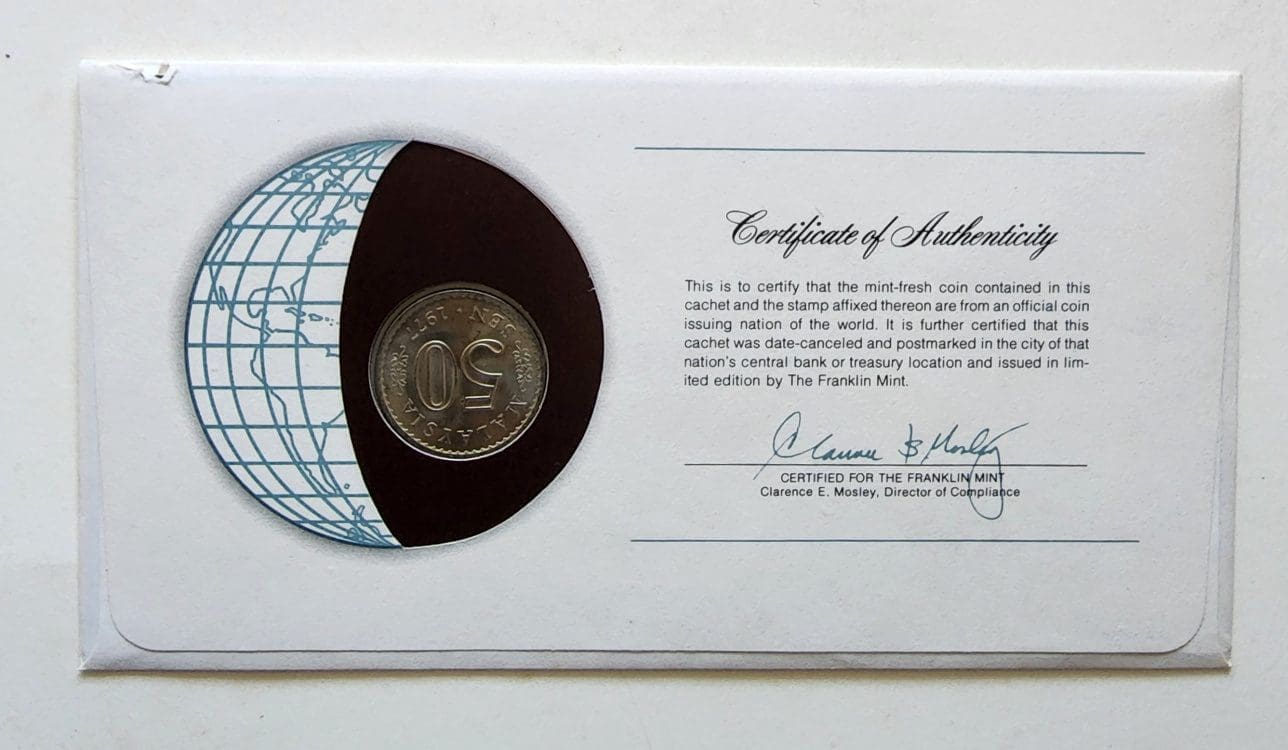 50
SEN · 1977
MALAYSIA
Certificate of Authenticity
This is to certify that the mint-fresh coin contained in this
cachet and the stamp affixed thereon are from an official coin
issuing nation of the world. It is further certified that this
cachet was date-canceled and postmarked in the city of that
nation's central bank or treasury location and issued in lim-
ited edition by The Franklin Mint.
CERTIFIED FOR THE FRANKLIN MINT
Clarence E. Mosley, Director of Compliance